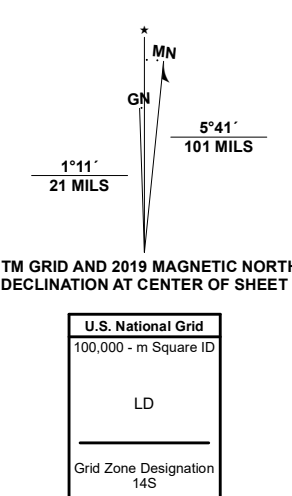 ★
MN
GN
5°41´
101 MILS
1°11´
21 MILS
TM GRID AND 2019 MAGNETIC NORTH
DECLINATION AT CENTER OF SHEET
U.S. National Grid
100,000 - m Square ID
LD
Grid Zone Designation
14S